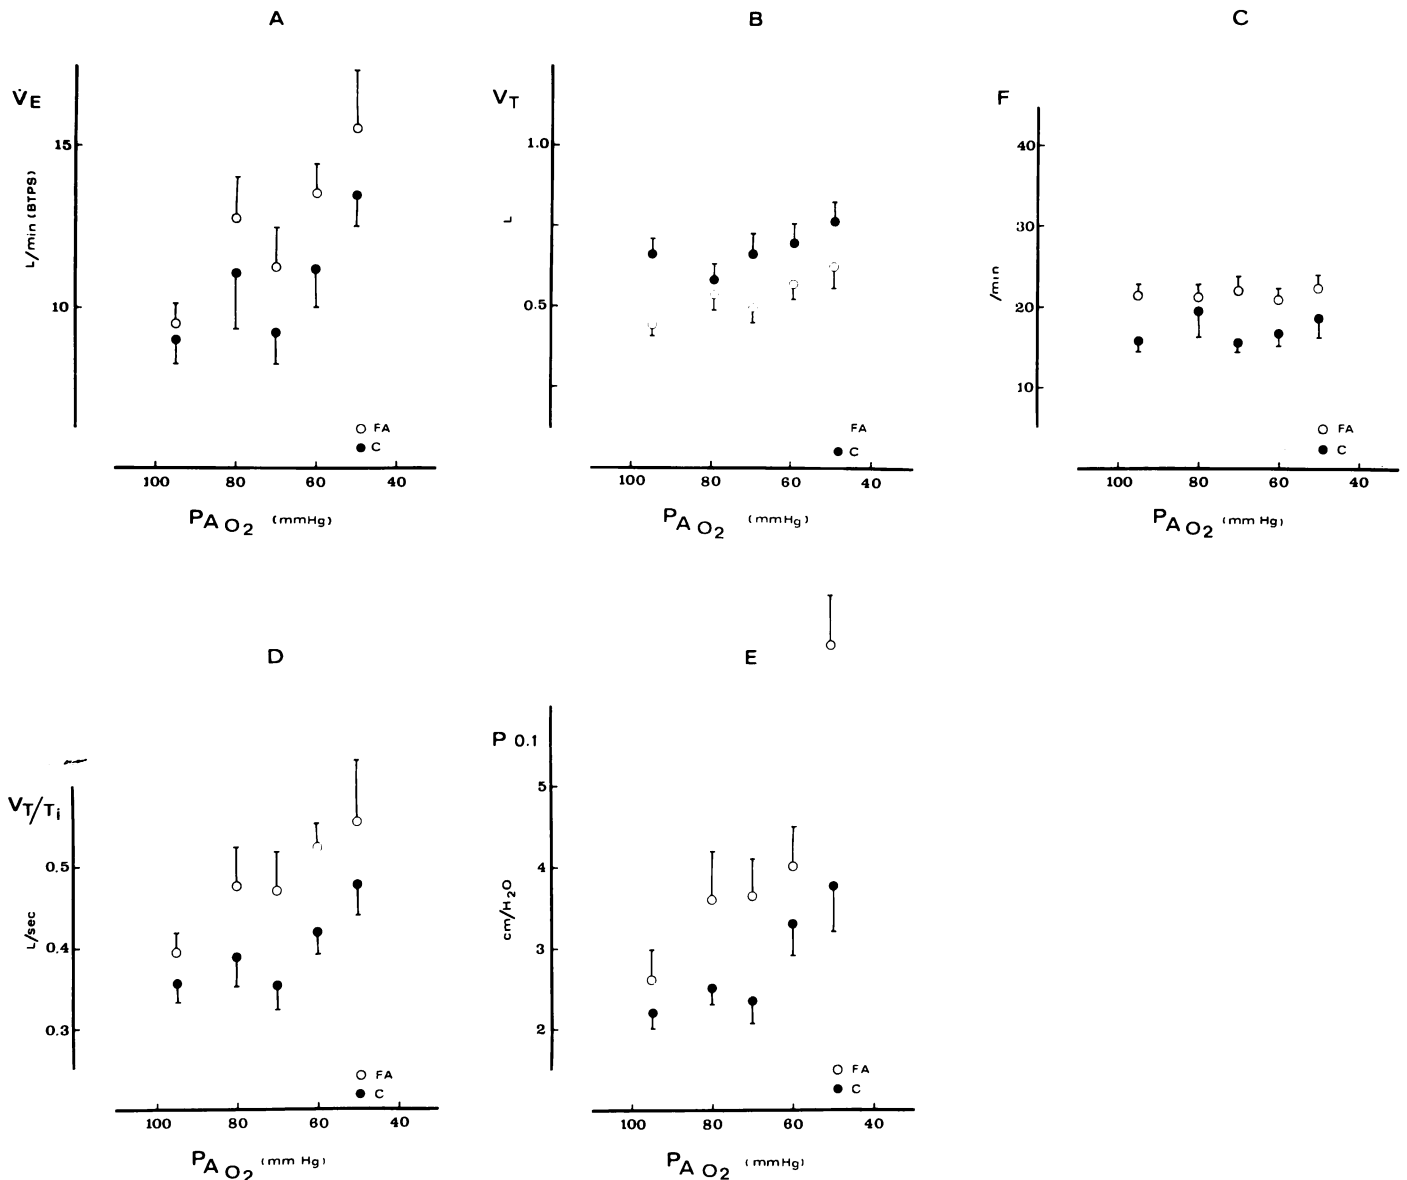 A
V̇E
L/min (BTPS)
15
10
FA
C
100 80 60 40
PAO2 (mmHg)
B
VT
L
1.0
0.5
FA
C
100 80 60 40
PAO2 (mmHg)
C
F
/min
40
30
20
10
FA
C
100 80 60 40
PAO2 (mm Hg)
D
VT/Ti
L/sec
0.5
0.4
0.3
FA
C
100 80 60 40
PAO2 (mm Hg)
E
P 0.1
cm/H2O
5
4
3
2
FA
C
100 80 60 40
PAO2 (mmHg)